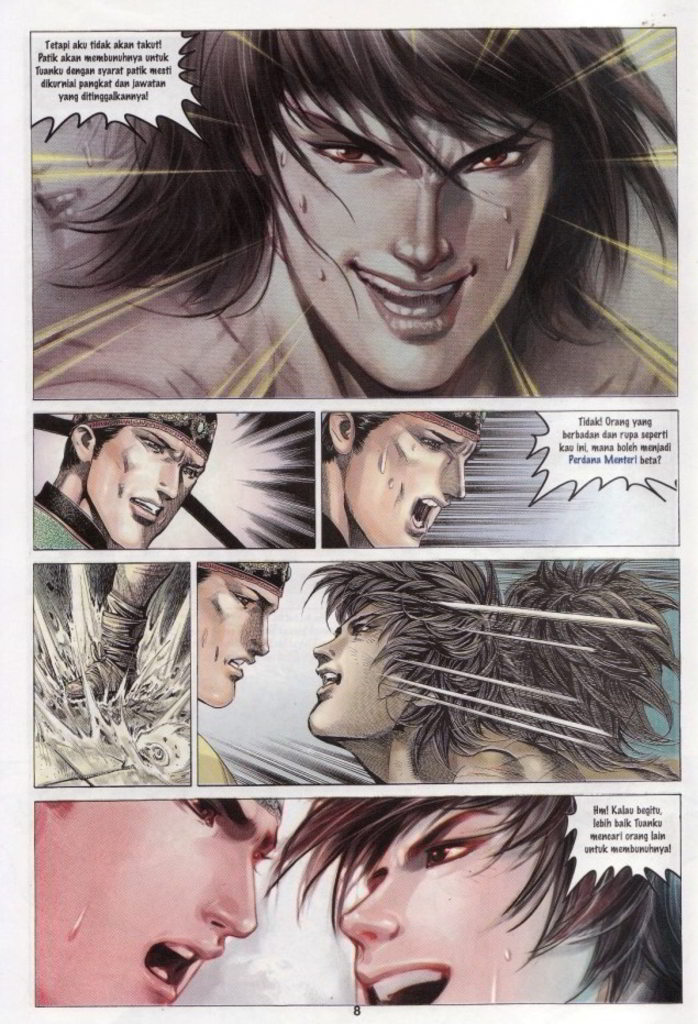 Tetapi aku tidak akan takut!
Patik akan membunuhnya untuk
Tuanku dengan syarat patik mesti
dikurniai pangkat dan jawatan
yang ditinggalkannya!
Tidak! Orang yang
berbadan dan rupa seperti
kau ini, mana boleh menjadi
Perdana Menteri beta?
Hm! Kalau begitu,
lebih baik Tuanku
mencari orang lain
untuk membunuhnya!
8